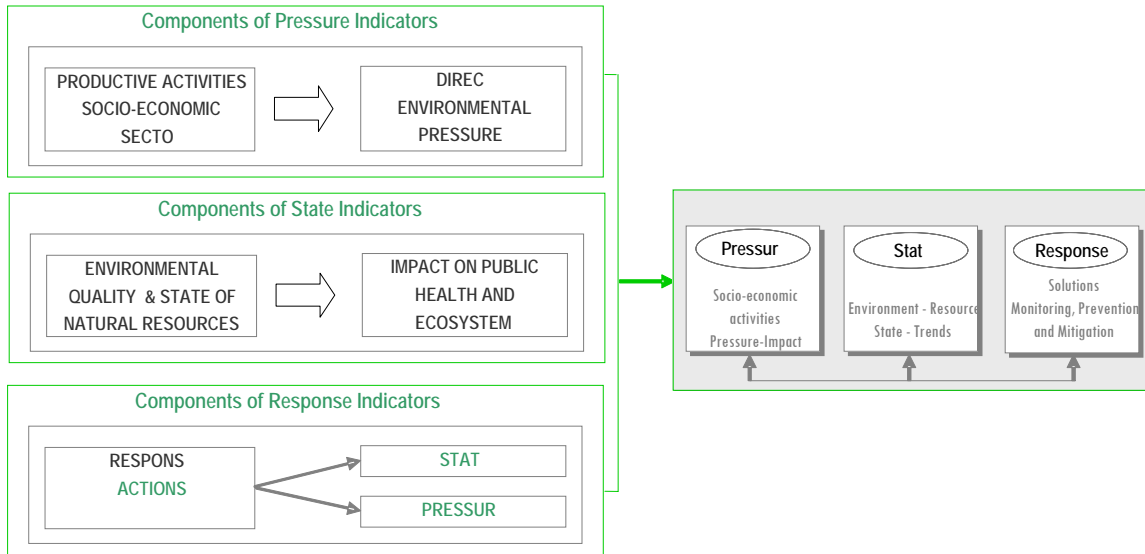 Components of Pressure Indicators
PRODUCTIVE ACTIVITIES
SOCIO-ECONOMIC
SECTO
DIREC
ENVIRONMENTAL
PRESSURE
Components of State Indicators
ENVIRONMENTAL
QUALITY & STATE OF
NATURAL RESOURCES
IMPACT ON PUBLIC
HEALTH AND
ECOSYSTEM
Components of Response Indicators
RESPONS
ACTIONS
STAT
PRESSUR
Pressur
Socio-economic
activities
Pressure-Impact
Stat
Environment - Resource
State - Trends
Response
Solutions
Monitoring, Prevention
and Mitigation